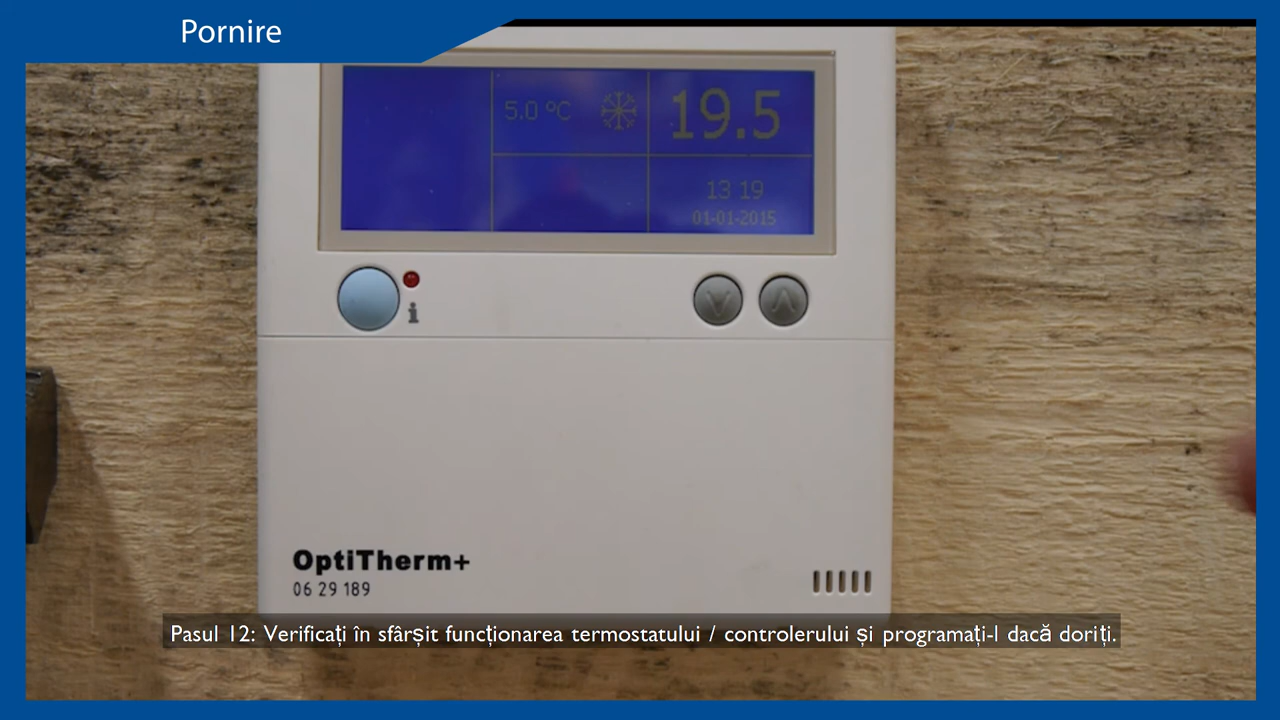 Pornire
5.0 ºC
19.5
13 19
01-01-2015
i
OptiTherm+
06 29 189
Pasul 12: Verificați în sfârșit funcționarea termostatului / controlerului și programați-l dacă doriți.